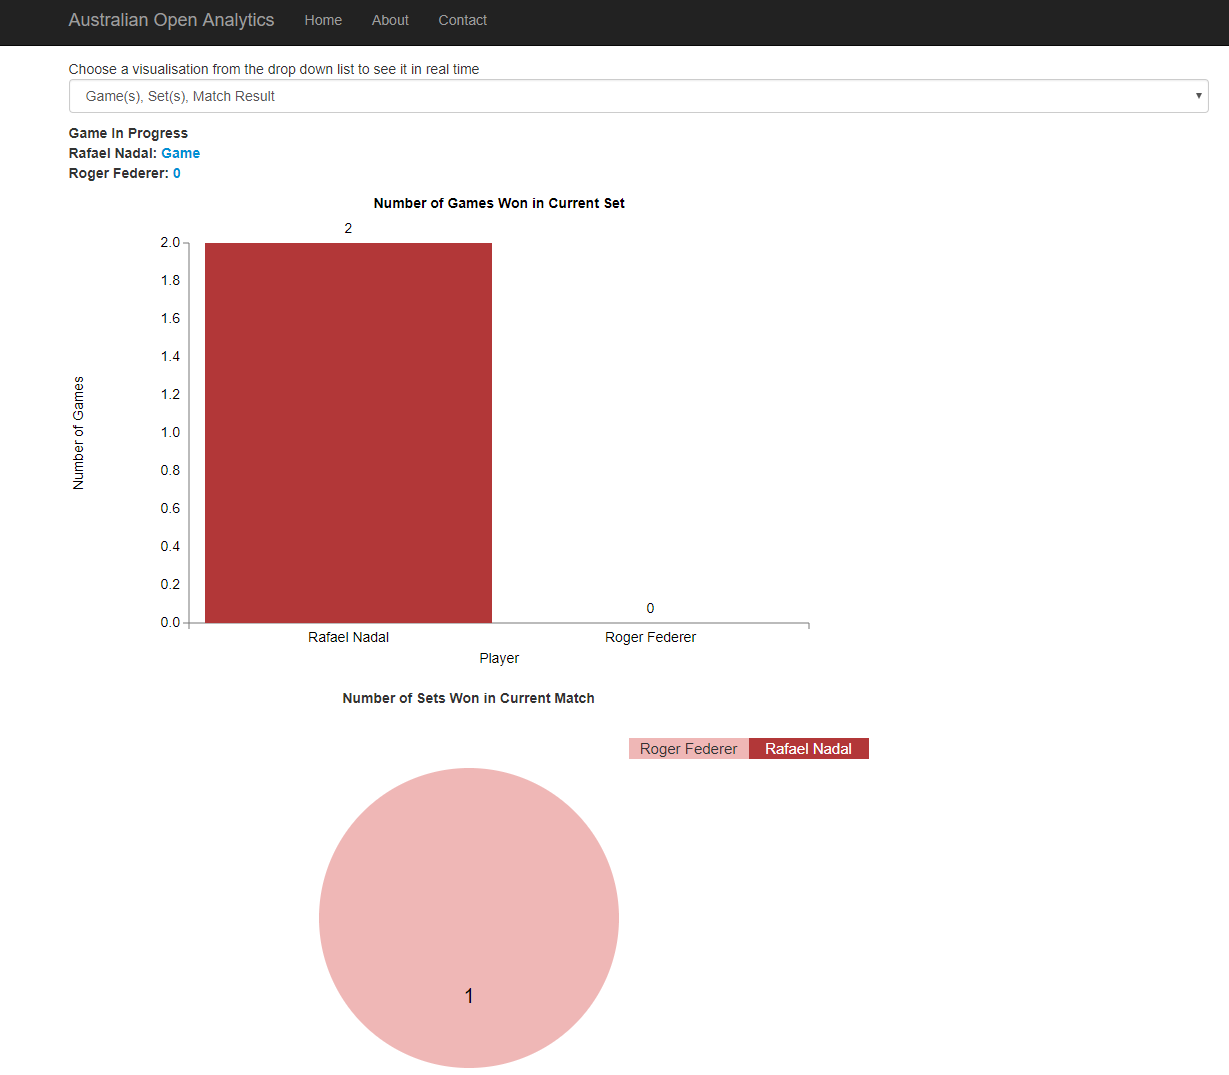 Australian Open Analytics Home About Contact
Choose a visualisation from the drop down list to see it in real time
Game(s), Set(s), Match Result
Game In Progress
Rafael Nadal: Game
Roger Federer: 0
Number of Games Won in Current Set
2
2.0
1.8
1.6
1.4
1.2
1.0
0.8
0.6
0.4
0.2
0.0
Number of Games
0
Rafael Nadal Roger Federer
Player
Number of Sets Won in Current Match
Roger Federer Rafael Nadal
1